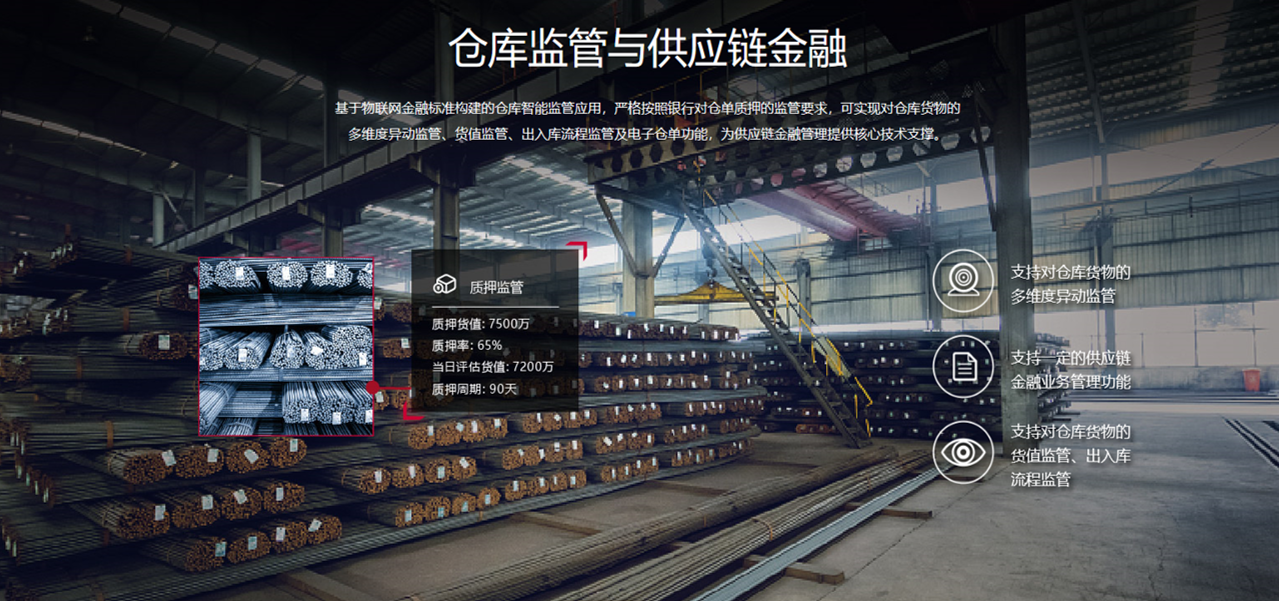 仓库监管与供应链金融
基于物联网金融标准构建的仓库智能监管应用，严格按照银行对仓单质押的监管要求，可实现对仓库货物的
多维度异动监管、货值监管、出入库流程监管及电子仓单功能，为供应链金融管理提供核心技术支撑。
质押监管
质押货值: 7500万
质押率: 65%
当日评估货值: 7200万
质押周期: 90天
支持对仓库货物的
多维度异动监管
支持一定的供应链
金融业务管理功能
支持对仓库货物的
货值监管、出入库
流程监管